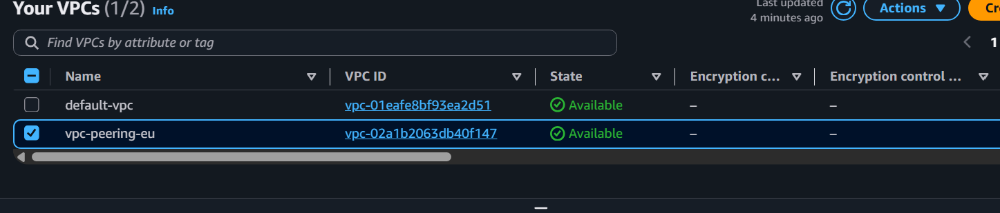 Your VPCs (1/2) Info
Last updated
4 minutes ago
Actions
Find VPCs by attribute or tag
1
Name VPC ID State Encryption c... Encryption control ...
default-vpc vpc-01eafe8bf93ea2d51 Available – –
vpc-peering-eu vpc-02a1b2063db40f147 Available – –